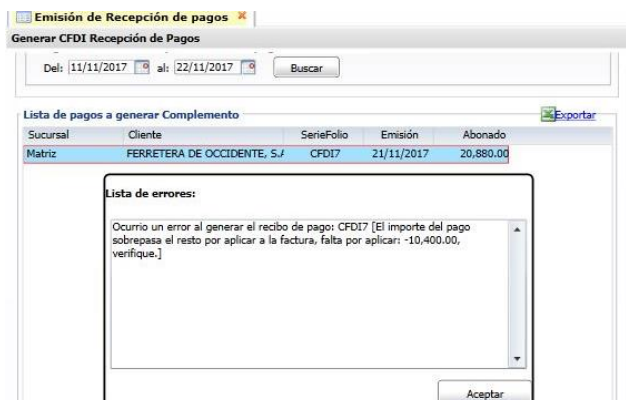 Emisión de Recepción de pagos
Generar CFDI Recepción de Pagos
Del: 11/11/2017 al: 22/11/2017 Buscar
Lista de pagos a generar Complemento Exportar
Sucursal Cliente SerieFolio Emisión Abonado
Matriz FERRETERA DE OCCIDENTE, S.A CFDI7 21/11/2017 20,880.00
Lista de errores:
Ocurrio un error al generar el recibo de pago: CFDI7 [El importe del pago
sobrepasa el resto por aplicar a la factura, falta por aplicar: -10,400.00,
verifique.]
Aceptar